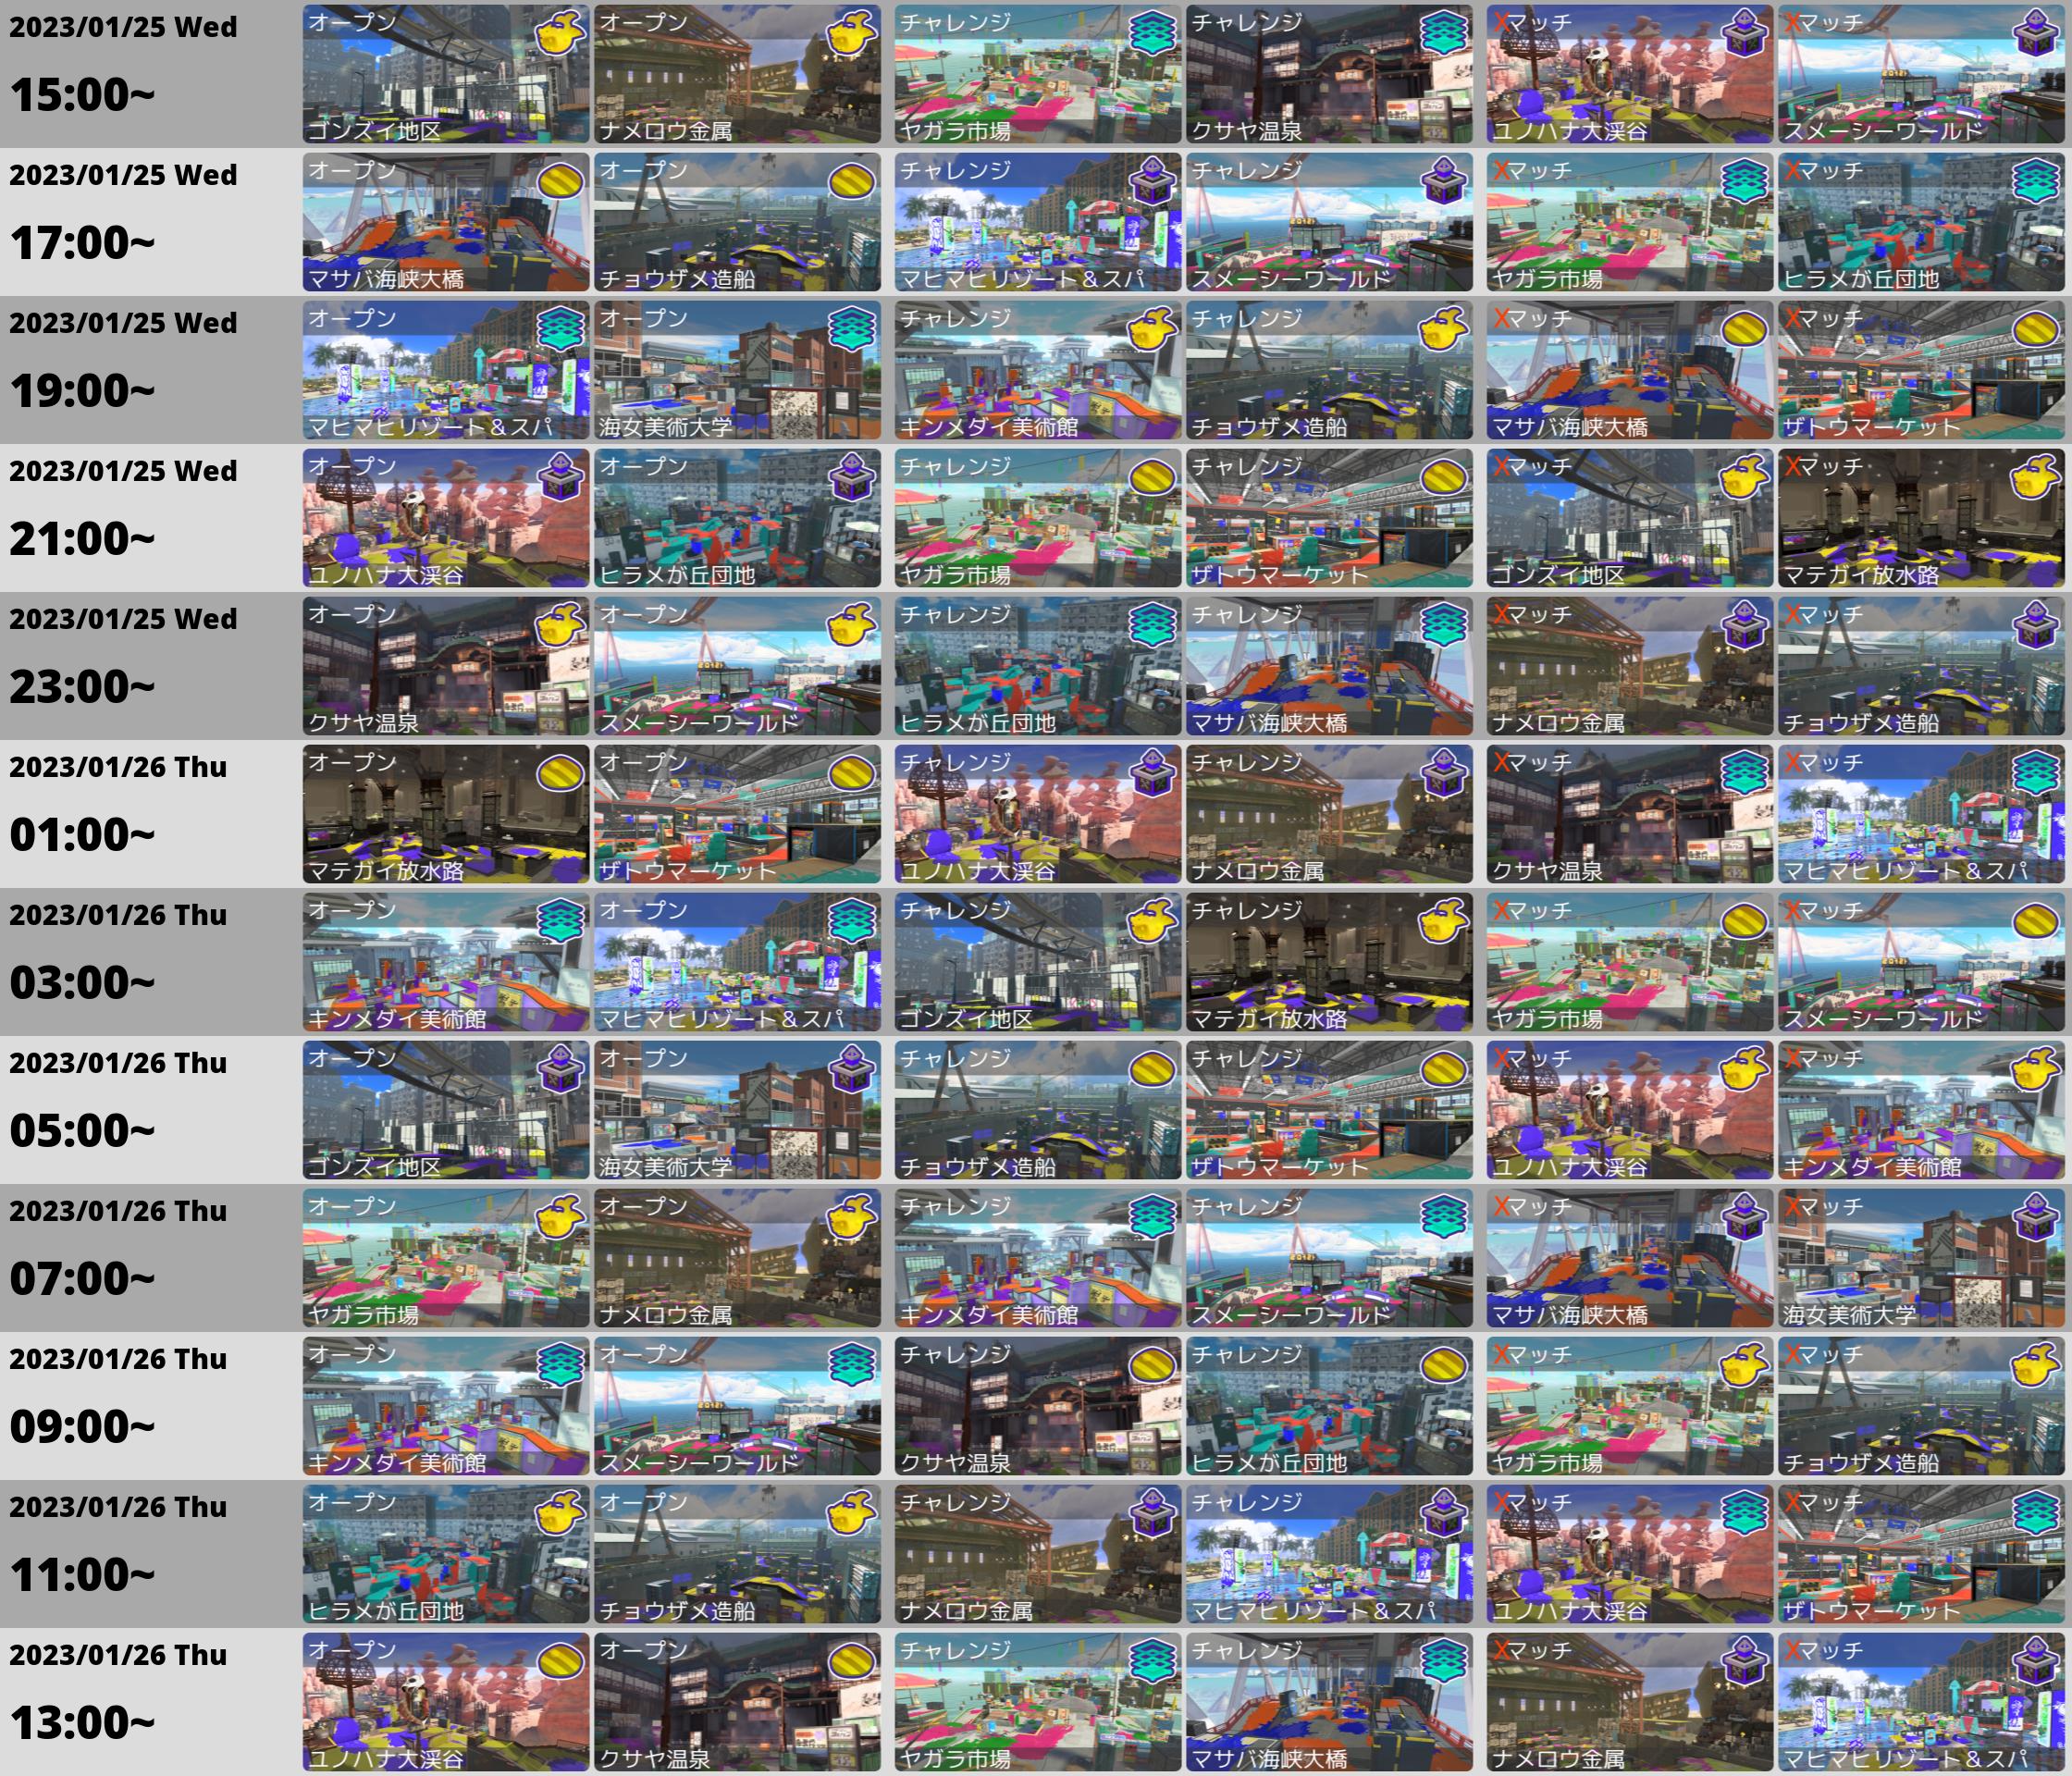 2023/01/25 Wed
15:00~
オープン
ゴンズイ地区
オープン
ナメロウ金属
チャレンジ
ヤガラ市場
チャレンジ
クサヤ温泉
Xマッチ
ユノハナ大渓谷
Xマッチ
スメーシーワールド
2023/01/25 Wed
17:00~
オープン
マサバ海峡大橋
オープン
チョウザメ造船
チャレンジ
マヒマヒリゾート＆スパ
チャレンジ
スメーシーワールド
Xマッチ
ヤガラ市場
Xマッチ
ヒラメが丘団地
2023/01/25 Wed
19:00~
オープン
マヒマヒリゾート＆スパ
オープン
海女美術大学
チャレンジ
キンメダイ美術館
チャレンジ
チョウザメ造船
Xマッチ
マサバ海峡大橋
Xマッチ
ザトウマーケット
2023/01/25 Wed
21:00~
オープン
ユノハナ大渓谷
オープン
ヒラメが丘団地
チャレンジ
ヤガラ市場
チャレンジ
ザトウマーケット
Xマッチ
ゴンズイ地区
Xマッチ
マテガイ放水路
2023/01/25 Wed
23:00~
オープン
クサヤ温泉
オープン
スメーシーワールド
チャレンジ
ヒラメが丘団地
チャレンジ
マサバ海峡大橋
Xマッチ
ナメロウ金属
Xマッチ
チョウザメ造船
2023/01/26 Thu
01:00~
オープン
マテガイ放水路
オープン
ザトウマーケット
チャレンジ
ユノハナ大渓谷
チャレンジ
ナメロウ金属
Xマッチ
クサヤ温泉
Xマッチ
マヒマヒリゾート＆スパ
2023/01/26 Thu
03:00~
オープン
キンメダイ美術館
オープン
マヒマヒリゾート＆スパ
チャレンジ
ゴンズイ地区
チャレンジ
マテガイ放水路
Xマッチ
ヤガラ市場
Xマッチ
スメーシーワールド
2023/01/26 Thu
05:00~
オープン
ゴンズイ地区
オープン
海女美術大学
チャレンジ
チョウザメ造船
チャレンジ
ザトウマーケット
Xマッチ
ユノハナ大渓谷
Xマッチ
キンメダイ美術館
2023/01/26 Thu
07:00~
オープン
ヤガラ市場
オープン
ナメロウ金属
チャレンジ
キンメダイ美術館
チャレンジ
スメーシーワールド
Xマッチ
マサバ海峡大橋
Xマッチ
海女美術大学
2023/01/26 Thu
09:00~
オープン
キンメダイ美術館
オープン
スメーシーワールド
チャレンジ
クサヤ温泉
チャレンジ
ヒラメが丘団地
Xマッチ
ヤガラ市場
Xマッチ
チョウザメ造船
2023/01/26 Thu
11:00~
オープン
ヒラメが丘団地
オープン
チョウザメ造船
チャレンジ
ナメロウ金属
チャレンジ
マヒマヒリゾート＆スパ
Xマッチ
ユノハナ大渓谷
Xマッチ
ザトウマーケット
2023/01/26 Thu
13:00~
オープン
ユノハナ大渓谷
オープン
クサヤ温泉
チャレンジ
ヤガラ市場
チャレンジ
マサバ海峡大橋
Xマッチ
ナメロウ金属
Xマッチ
マヒマヒリゾート＆スパ